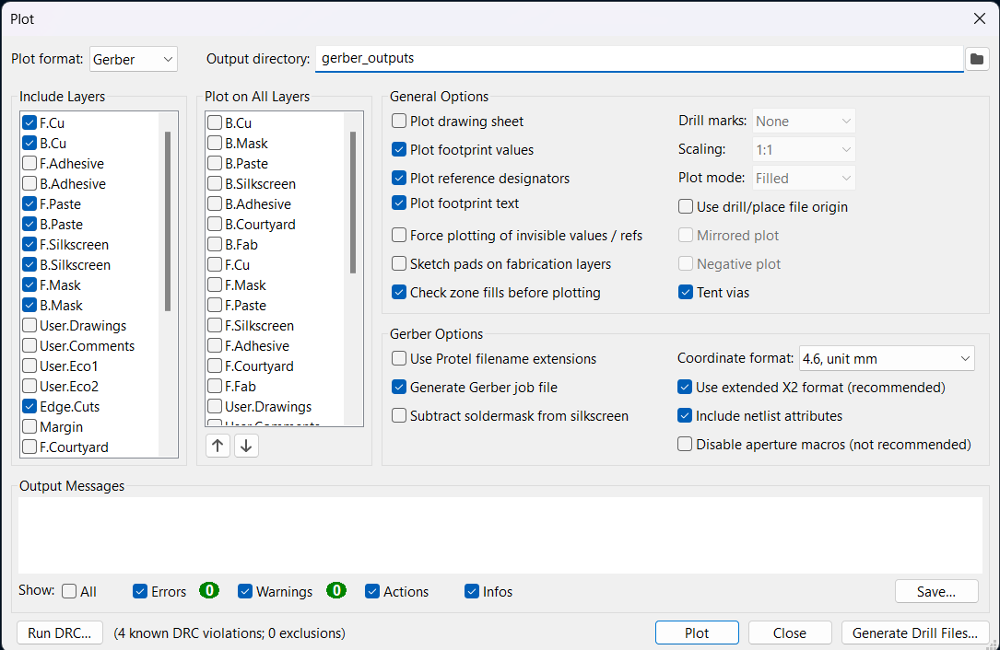 Plot
Plot format: Gerber
Output directory: gerber_outputs
Include Layers
F.Cu
B.Cu
F.Adhesive
B.Adhesive
F.Paste
B.Paste
F.Silkscreen
B.Silkscreen
F.Mask
B.Mask
User.Drawings
User.Comments
User.Eco1
User.Eco2
Edge.Cuts
Margin
F.Courtyard
Plot on All Layers
B.Cu
B.Mask
B.Paste
B.Silkscreen
B.Adhesive
B.Courtyard
B.Fab
F.Cu
F.Mask
F.Paste
F.Silkscreen
F.Adhesive
F.Courtyard
F.Fab
User.Drawings
User.Comments
General Options
Plot drawing sheet
Plot footprint values
Plot reference designators
Plot footprint text
Force plotting of invisible values / refs
Sketch pads on fabrication layers
Check zone fills before plotting
Drill marks: None
Scaling: 1:1
Plot mode: Filled
Use drill/place file origin
Mirrored plot
Negative plot
Tent vias
Gerber Options
Use Protel filename extensions
Generate Gerber job file
Subtract soldermask from silkscreen
Coordinate format: 4.6, unit mm
Use extended X2 format (recommended)
Include netlist attributes
Disable aperture macros (not recommended)
Output Messages
Show: All Errors 0 Warnings 0 Actions Infos Save...
Run DRC... (4 known DRC violations; 0 exclusions) Plot Close Generate Drill Files...